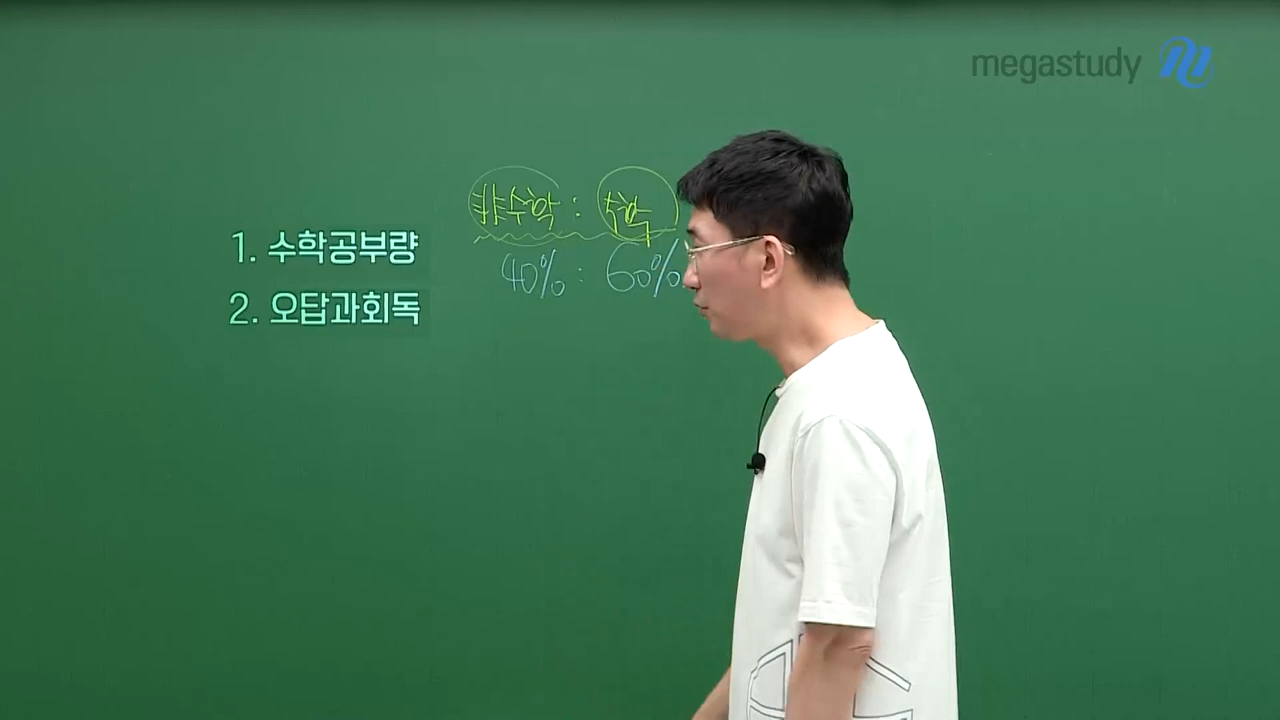 megastudy
非수학 : 수학
1. 수학공부량
40% : 60%
2. 오답과회독